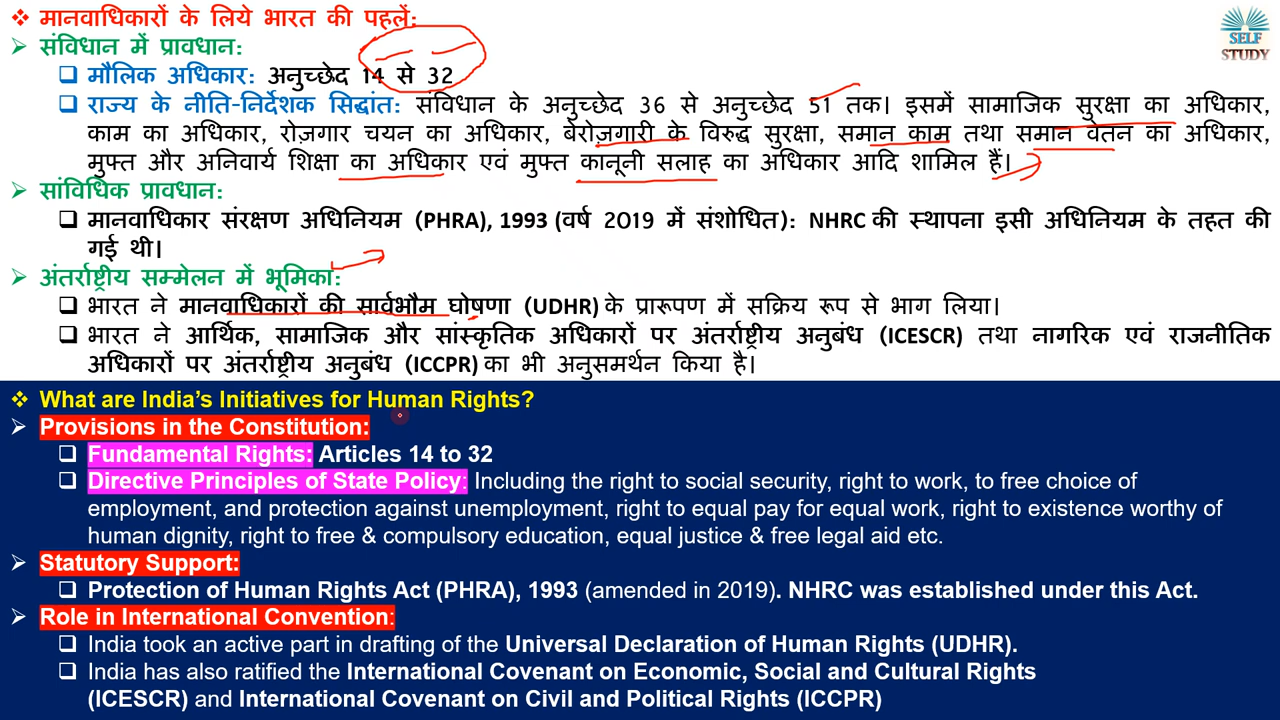 ❖ मानवाधिकारों के लिये भारत की पहलें:
➢ संविधान में प्रावधान:
❑ मौलिक अधिकार: अनुच्छेद 14 से 32
❑ राज्य के नीति-निर्देशक सिद्धांत: संविधान के अनुच्छेद 36 से अनुच्छेद 51 तक। इसमें सामाजिक सुरक्षा का अधिकार,
काम का अधिकार, रोज़गार चयन का अधिकार, बेरोज़गारी के विरुद्ध सुरक्षा, समान काम तथा समान वेतन का अधिकार,
मुफ्त और अनिवार्य शिक्षा का अधिकार एवं मुफ्त कानूनी सलाह का अधिकार आदि शामिल हैं।
➢ सांविधिक प्रावधान:
❑ मानवाधिकार संरक्षण अधिनियम (PHRA), 1993 (वर्ष 2019 में संशोधित): NHRC की स्थापना इसी अधिनियम के तहत की
गई थी।
➢ अंतर्राष्ट्रीय सम्मेलन में भूमिका:
❑ भारत ने मानवाधिकारों की सार्वभौम घोषणा (UDHR) के प्रारूपण में सक्रिय रूप से भाग लिया।
❑ भारत ने आर्थिक, सामाजिक और सांस्कृतिक अधिकारों पर अंतर्राष्ट्रीय अनुबंध (ICESCR) तथा नागरिक एवं राजनीतिक
अधिकारों पर अंतर्राष्ट्रीय अनुबंध (ICCPR) का भी अनुसमर्थन किया है।
SELF
STUDY
❖ What are India's Initiatives for Human Rights?
➢ Provisions in the Constitution:
❑ Fundamental Rights: Articles 14 to 32
❑ Directive Principles of State Policy: Including the right to social security, right to work, to free choice of
employment, and protection against unemployment, right to equal pay for equal work, right to existence worthy of
human dignity, right to free & compulsory education, equal justice & free legal aid etc.
➢ Statutory Support:
❑ Protection of Human Rights Act (PHRA), 1993 (amended in 2019). NHRC was established under this Act.
➢ Role in International Convention:
❑ India took an active part in drafting of the Universal Declaration of Human Rights (UDHR).
❑ India has also ratified the International Covenant on Economic, Social and Cultural Rights
(ICESCR) and International Covenant on Civil and Political Rights (ICCPR)